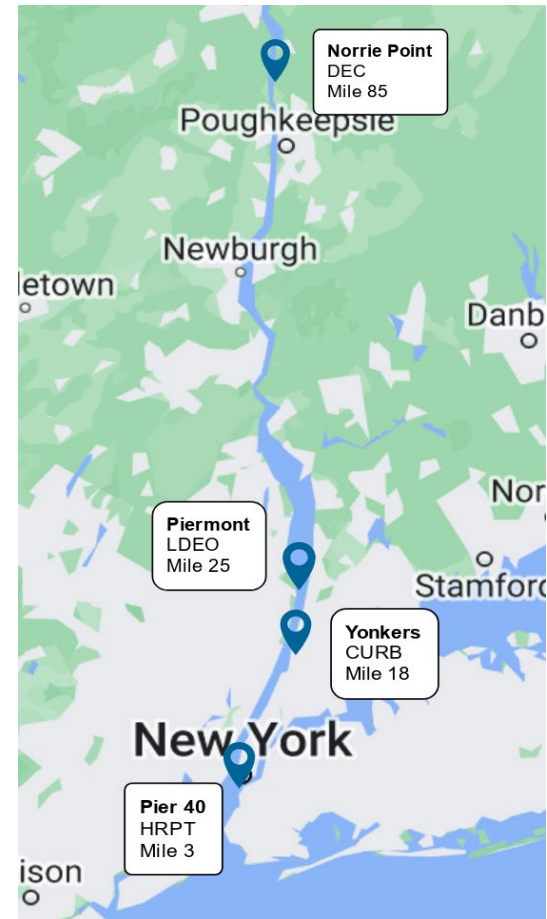 Norrie Point
DEC
Mile 85
Poughkeepsie
Newburgh
letown
Danb
Nor
Piermont
LDEO
Mile 25
Stamford
Yonkers
CURB
Mile 18
New York
Pier 40
HRPT
Mile 3
ison